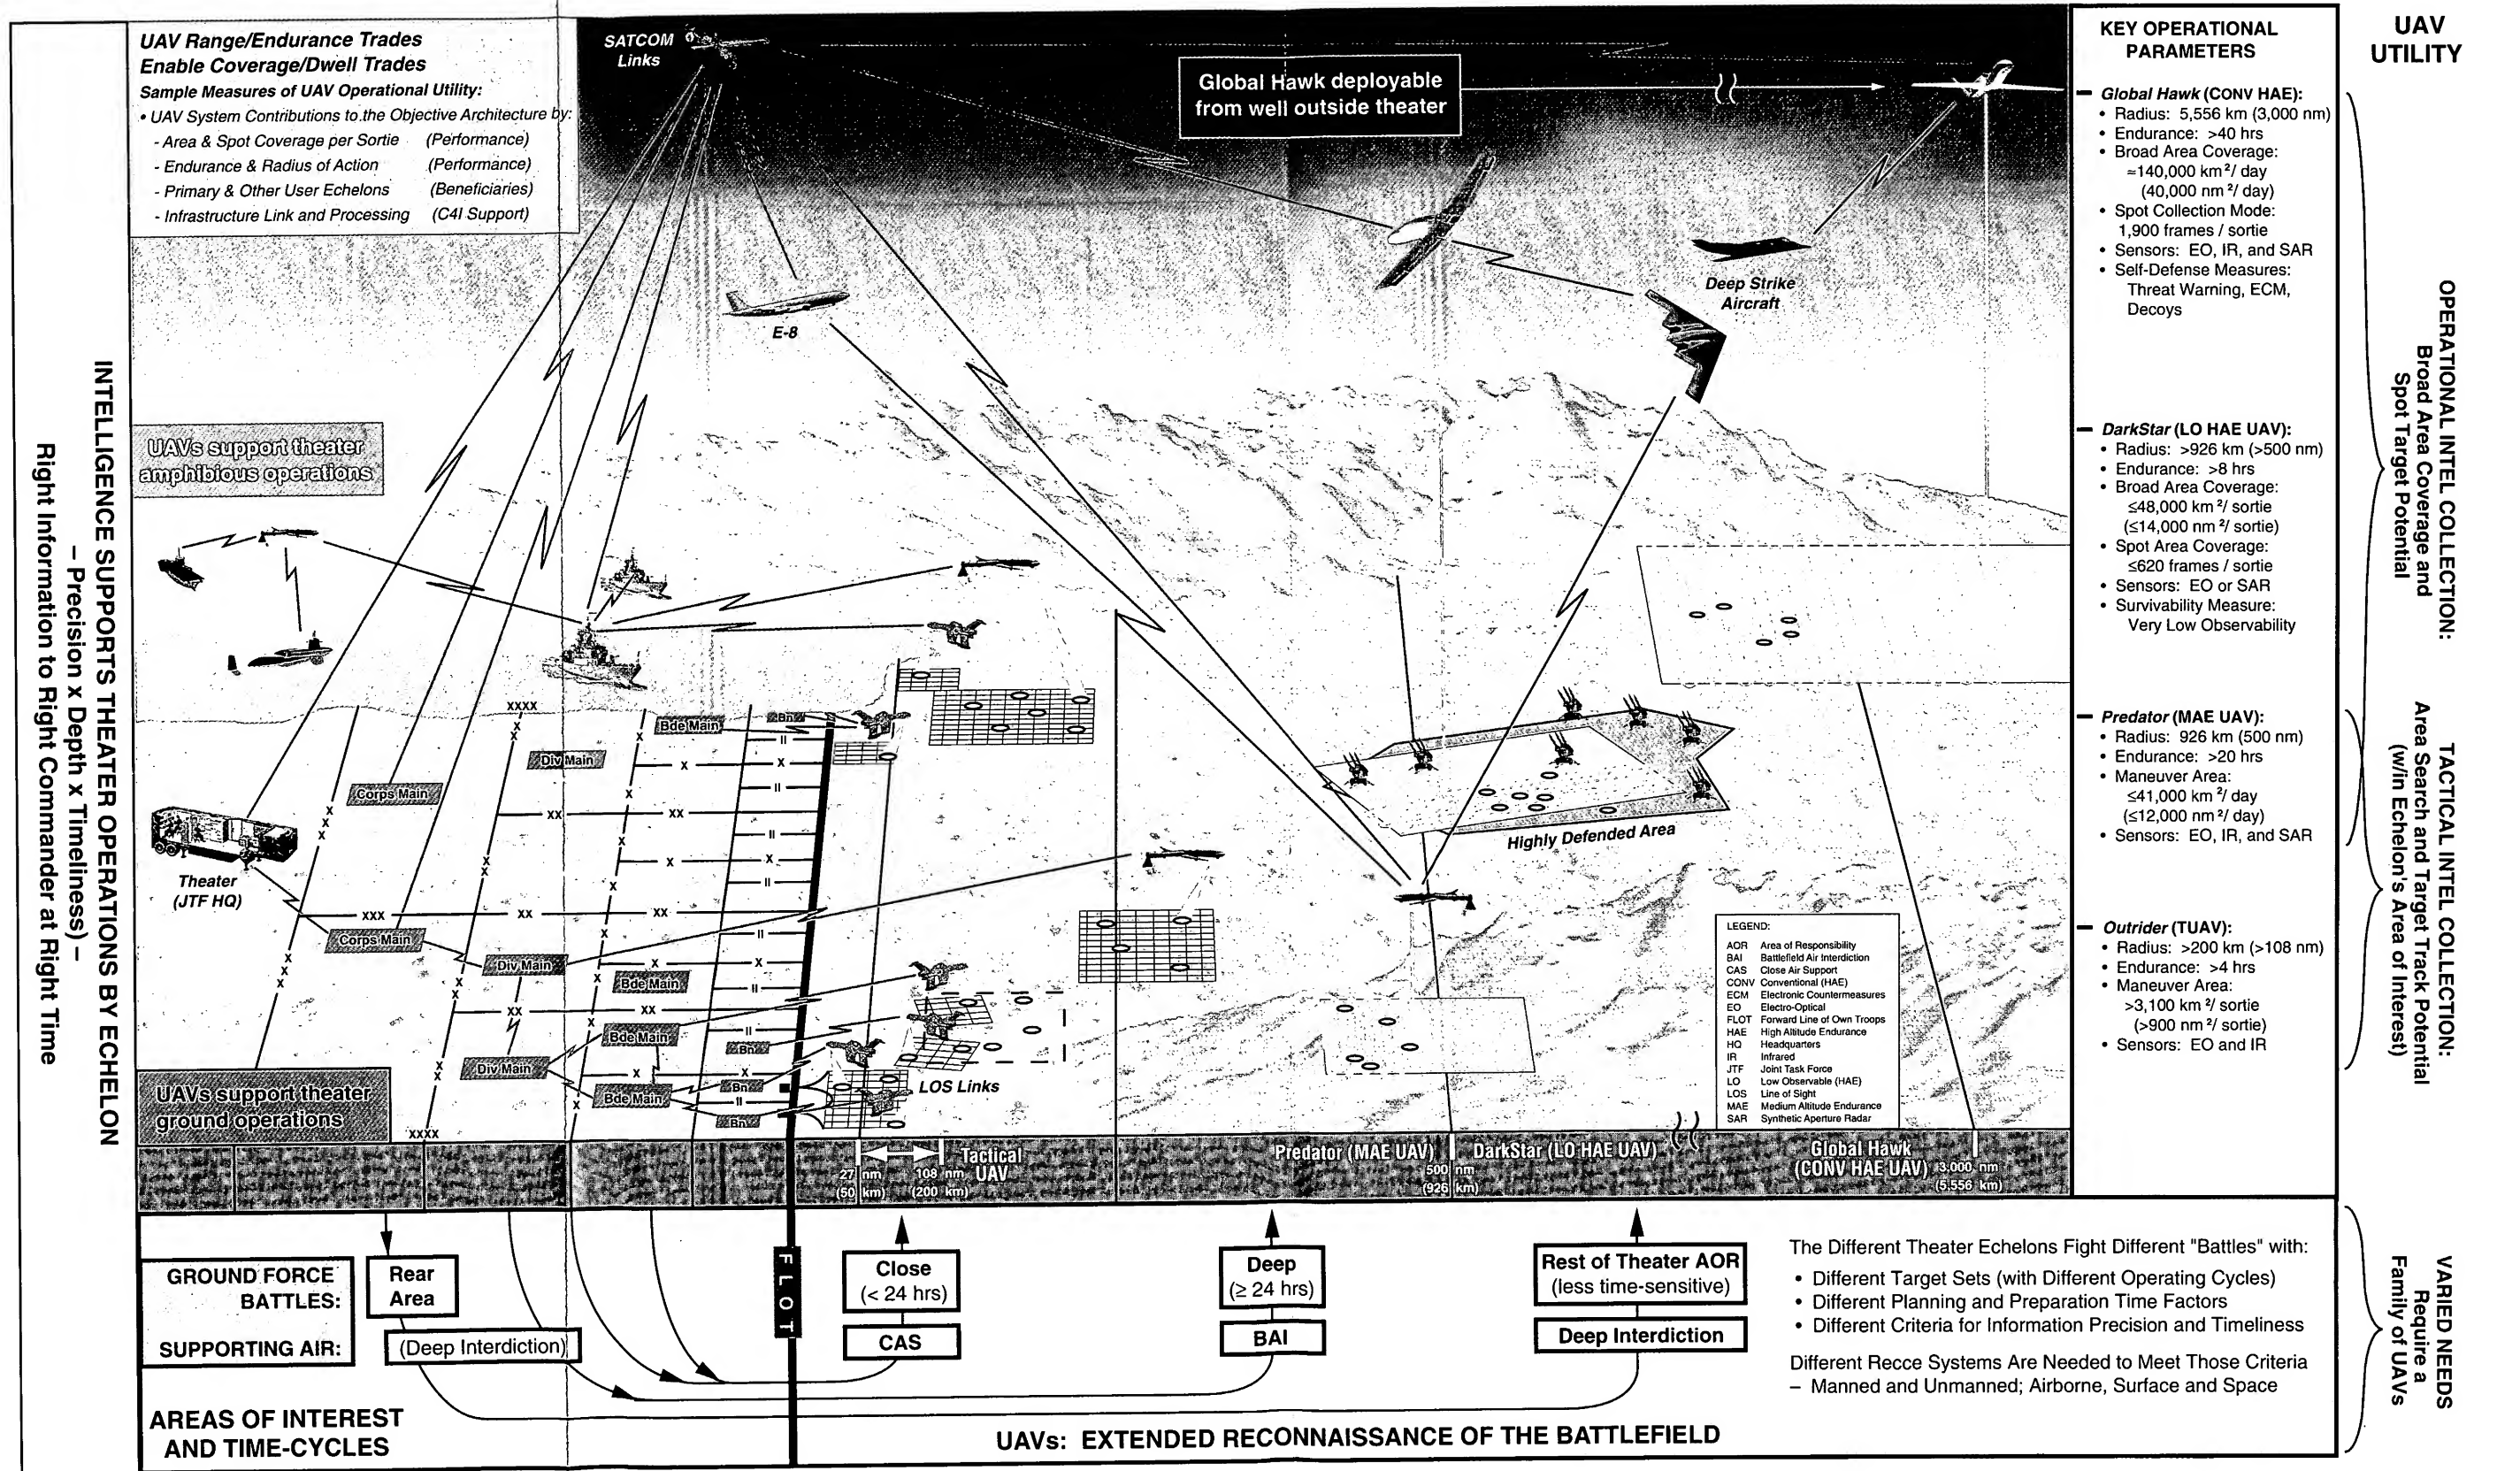 UAV Range/Endurance Trades
Enable Coverage/Dwell Trades
Sample Measures of UAV Operational Utility:
• UAV System Contributions to the Objective Architecture by:
- Area & Spot Coverage per Sortie (Performance)
- Endurance & Radius of Action (Performance)
- Primary & Other User Echelons (Beneficiaries)
- Infrastructure Link and Processing (C4I Support)
SATCOM
Links
Global Hawk deployable
from well outside theater
E-8
Deep Strike
Aircraft
UAVs support theater
amphibious operations
INTELLIGENCE SUPPORTS THEATER OPERATIONS BY ECHELON
– Precision x Depth x Timeliness) –
Right Information to Right Commander at Right Time
XXXX
Bde Main
Bn
II
Div Main
X
X
X
Corps Main
II
XX
XX
II
X
X
Theater
(JTF HQ)
II
XXX
XX
XX
Corps Main
II
Div Main
X
X
Bde Main
II
XX
XX
Bde Main
II
Bn
Div Main
X
X
Bn
Bde Main
II
Bn
XXXX
LOS Links
Highly Defended Area
UAVs support theater
ground operations
LEGEND:
AOR Area of Responsibility
BAI Battlefield Air Interdiction
CAS Close Air Support
CONV Conventional (HAE)
ECM Electronic Countermeasures
EO Electro-Optical
FLOT Forward Line of Own Troops
HAE High Altitude Endurance
HQ Headquarters
IR Infrared
JTF Joint Task Force
LO Low Observable (HAE)
LOS Line of Sight
MAE Medium Altitude Endurance
SAR Synthetic Aperture Radar
27 nm
(50 km)
108 nm
(200 km)
Tactical
UAV
Predator (MAE UAV)
500 nm
(926 km)
DarkStar (LO HAE UAV)
Global Hawk
(CONV HAE UAV)
3,000 nm
(5,556 km)
KEY OPERATIONAL
PARAMETERS
– Global Hawk (CONV HAE):
• Radius: 5,556 km (3,000 nm)
• Endurance: >40 hrs
• Broad Area Coverage:
≈140,000 km²/ day
(40,000 nm²/ day)
• Spot Collection Mode:
1,900 frames / sortie
• Sensors: EO, IR, and SAR
• Self-Defense Measures:
Threat Warning, ECM,
Decoys
– DarkStar (LO HAE UAV):
• Radius: >926 km (>500 nm)
• Endurance: >8 hrs
• Broad Area Coverage:
≤48,000 km²/ sortie
(≤14,000 nm²/ sortie)
• Spot Area Coverage:
≤620 frames / sortie
• Sensors: EO or SAR
• Survivability Measure:
Very Low Observability
– Predator (MAE UAV):
• Radius: 926 km (500 nm)
• Endurance: >20 hrs
• Maneuver Area:
≤41,000 km²/ day
(≤12,000 nm²/ day)
• Sensors: EO, IR, and SAR
– Outrider (TUAV):
• Radius: >200 km (>108 nm)
• Endurance: >4 hrs
• Maneuver Area:
>3,100 km²/ sortie
(>900 nm²/ sortie)
• Sensors: EO and IR
UAV
UTILITY
OPERATIONAL INTEL COLLECTION:
Broad Area Coverage and
Spot Target Potential
TACTICAL INTEL COLLECTION:
Area Search and Target Track Potential
(w/in Echelon's Area of Interest)
VARIED NEEDS
Require a
Family of UAVs
GROUND FORCE
BATTLES:
SUPPORTING AIR:
Rear
Area
(Deep Interdiction)
FLOT
Close
(< 24 hrs)
CAS
Deep
(≥ 24 hrs)
BAI
Rest of Theater AOR
(less time-sensitive)
Deep Interdiction
The Different Theater Echelons Fight Different "Battles" with:
• Different Target Sets (with Different Operating Cycles)
• Different Planning and Preparation Time Factors
• Different Criteria for Information Precision and Timeliness
Different Recce Systems Are Needed to Meet Those Criteria
– Manned and Unmanned; Airborne, Surface and Space
AREAS OF INTEREST
AND TIME-CYCLES
UAVs: EXTENDED RECONNAISSANCE OF THE BATTLEFIELD